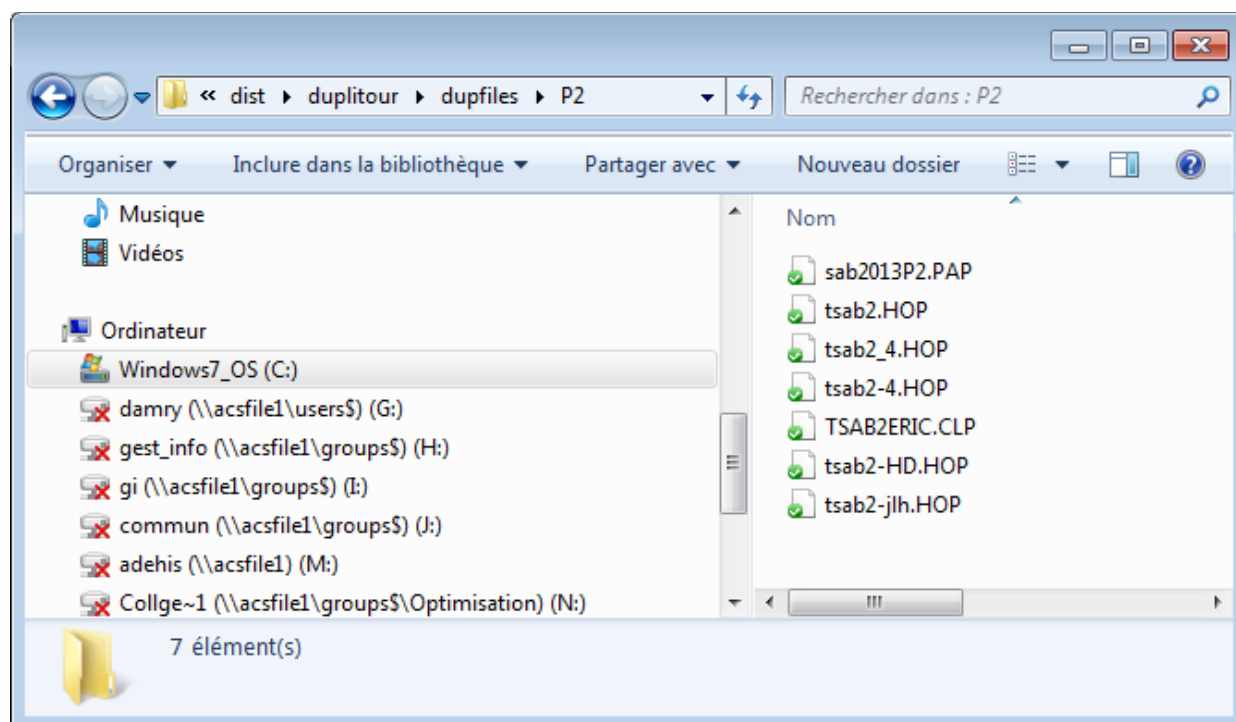 « dist ▸ duplitour ▸ dupfiles ▸ P2
Rechercher dans : P2
Organiser ▼ Inclure dans la bibliothèque ▼ Partager avec ▼ Nouveau dossier
Musique
Vidéos
Ordinateur
Windows7_OS (C:)
damry (\\acsfile1\users$) (G:)
gest_info (\\acsfile1\groups$) (H:)
gi (\\acsfile1\groups$) (I:)
commun (\\acsfile1\groups$) (J:)
adehis (\\acsfile1) (M:)
Collge~1 (\\acsfile1\groups$\Optimisation) (N:)
Nom
sab2013P2.PAP
tsab2.HOP
tsab2_4.HOP
tsab2-4.HOP
TSAB2ERIC.CLP
tsab2-HD.HOP
tsab2-jlh.HOP
7 élément(s)